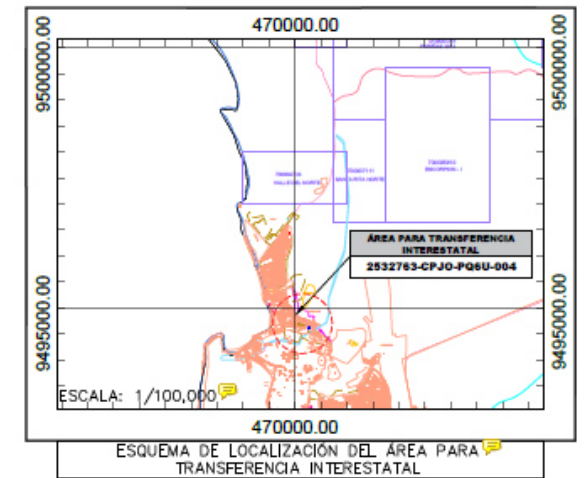 470000.00
9500000.00
9500000.00
ÁREA PARA TRANSFERENCIA
INTERESTATAL
2532763-CPJO-PQ6U-004
9495000.00
9495000.00
ESCALA: 1/100,000
470000.00
ESQUEMA DE LOCALIZACIÓN DEL ÁREA PARA
TRANSFERENCIA INTERESTATAL